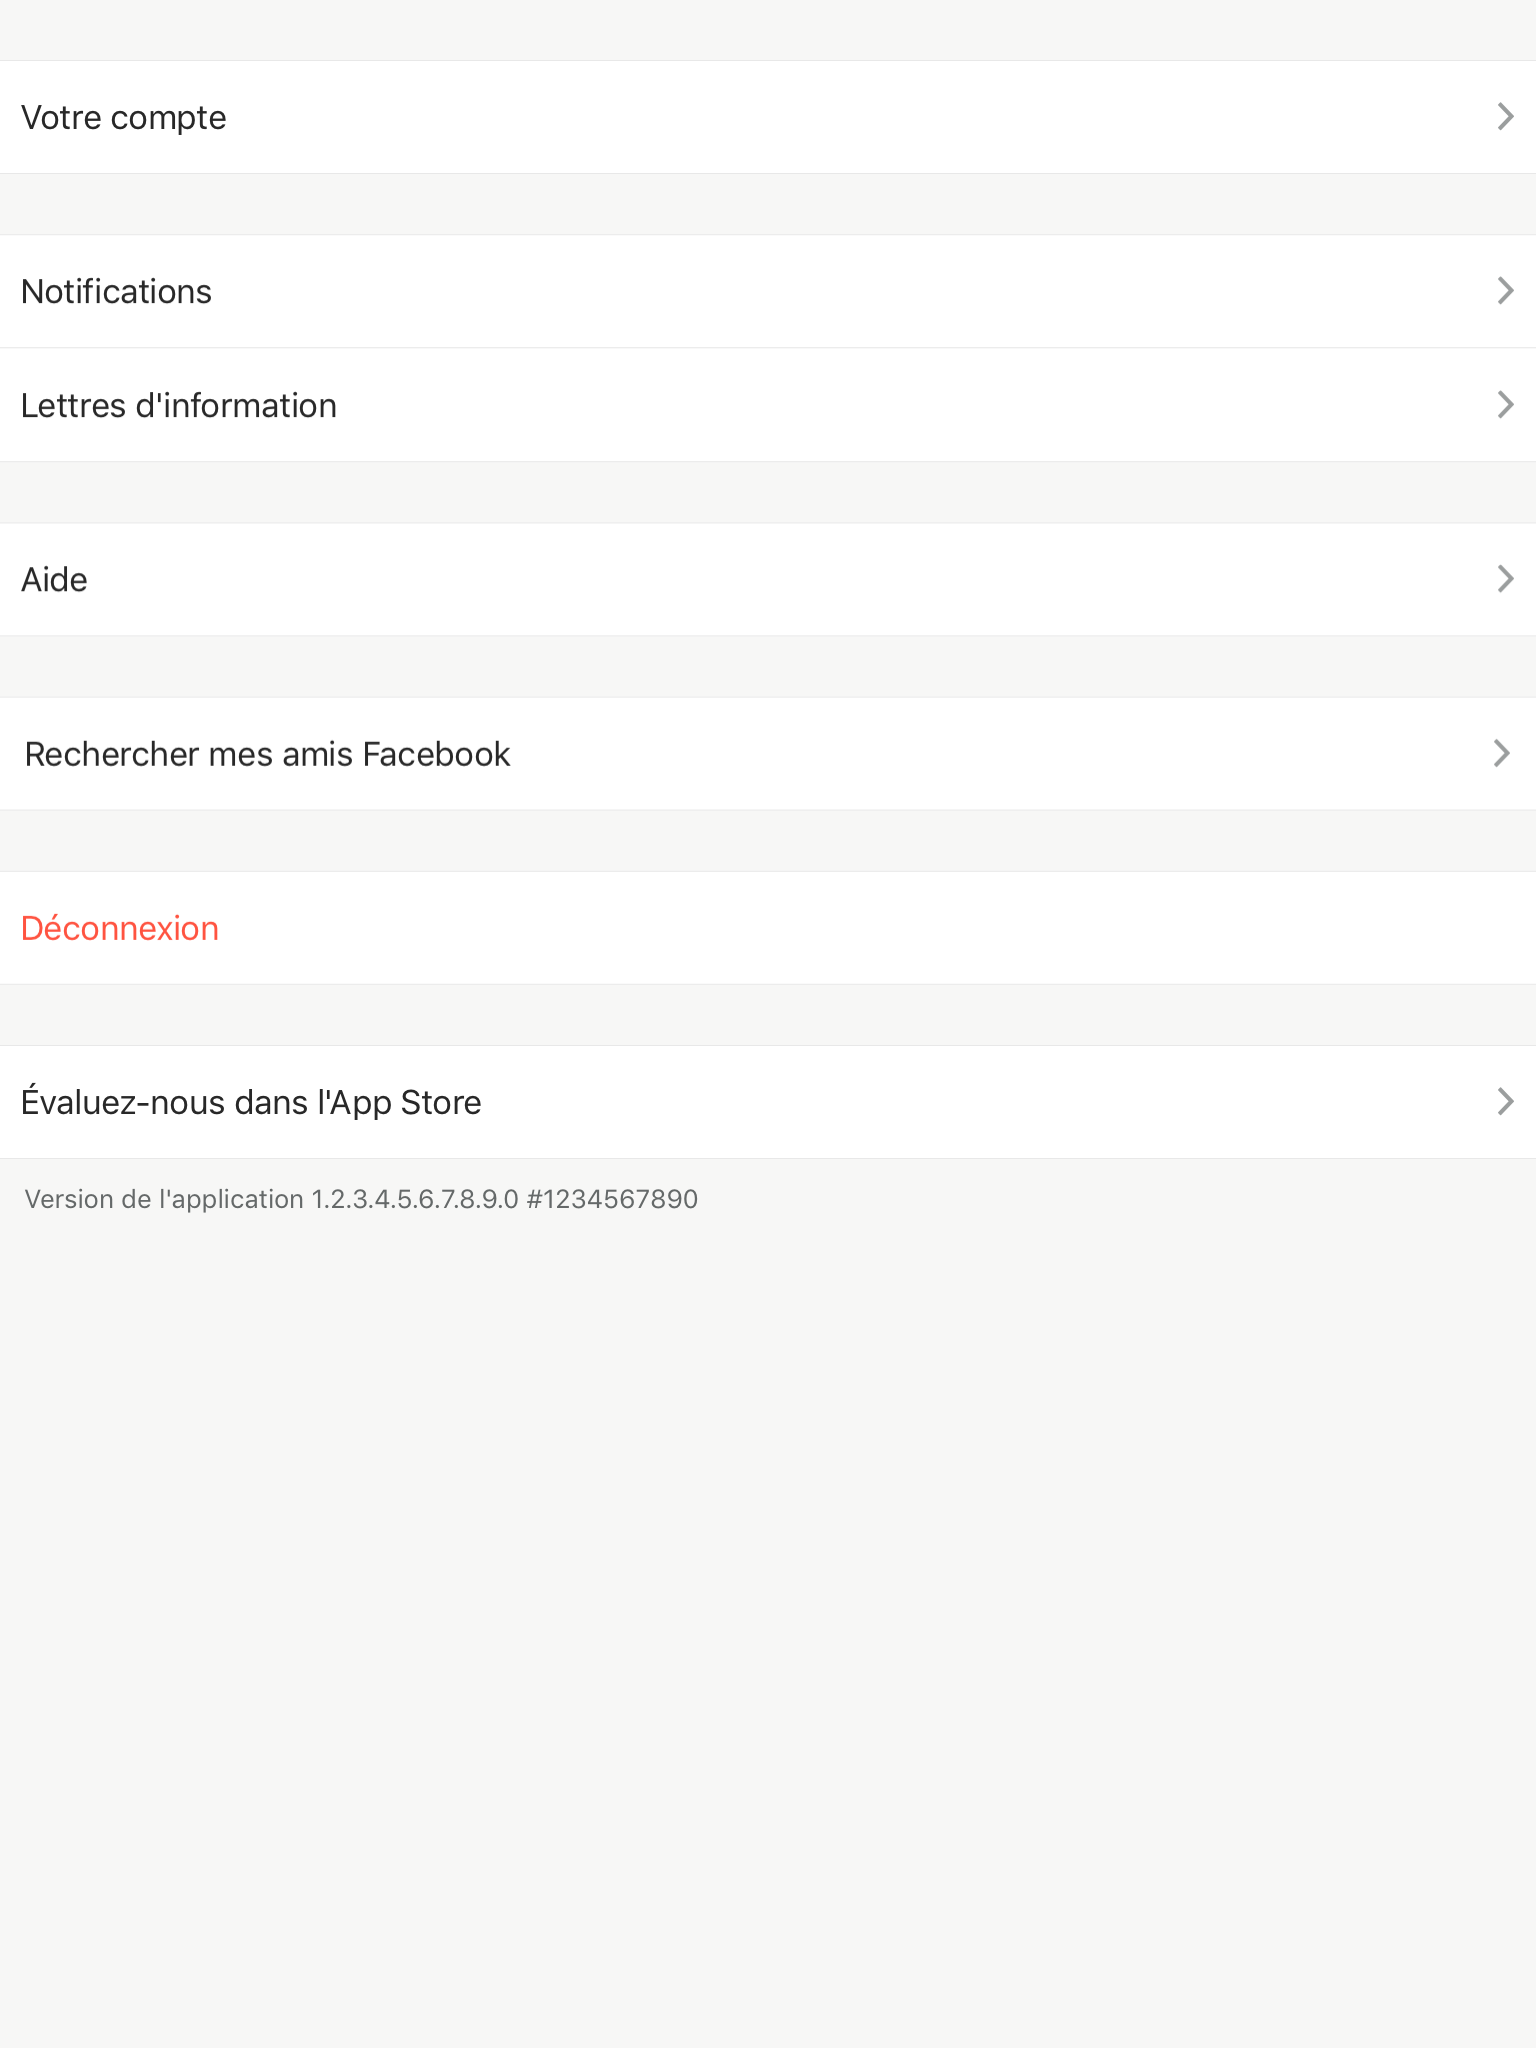 Votre compte
Notifications
Lettres d'information
Aide
Rechercher mes amis Facebook
Déconnexion
Évaluez-nous dans l'App Store
Version de l'application 1.2.3.4.5.6.7.8.9.0 #1234567890